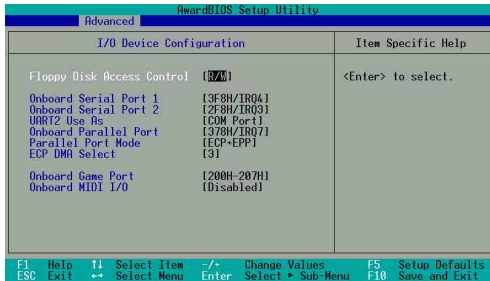 AwardBIOS Setup Utility
Advanced
I/O Device Configuration
Item Specific Help
Floppy Disk Access Control [R/W]
<Enter> to select.
Onboard Serial Port 1 [3F8H/IRQ4]
Onboard Serial Port 2 [2F8H/IRQ3]
UART2 Use As [COM Port]
Onboard Parallel Port [378H/IRQ7]
Parallel Port Mode [ECP+EPP]
ECP DMA Select [3]
Onboard Game Port [200H-207H]
Onboard MIDI I/O [Disabled]
F1 Help ↑↓ Select Item -/+ Change Values F5 Setup Defaults
ESC Exit ↔ Select Menu Enter Select ► Sub-Menu F10 Save and Exit